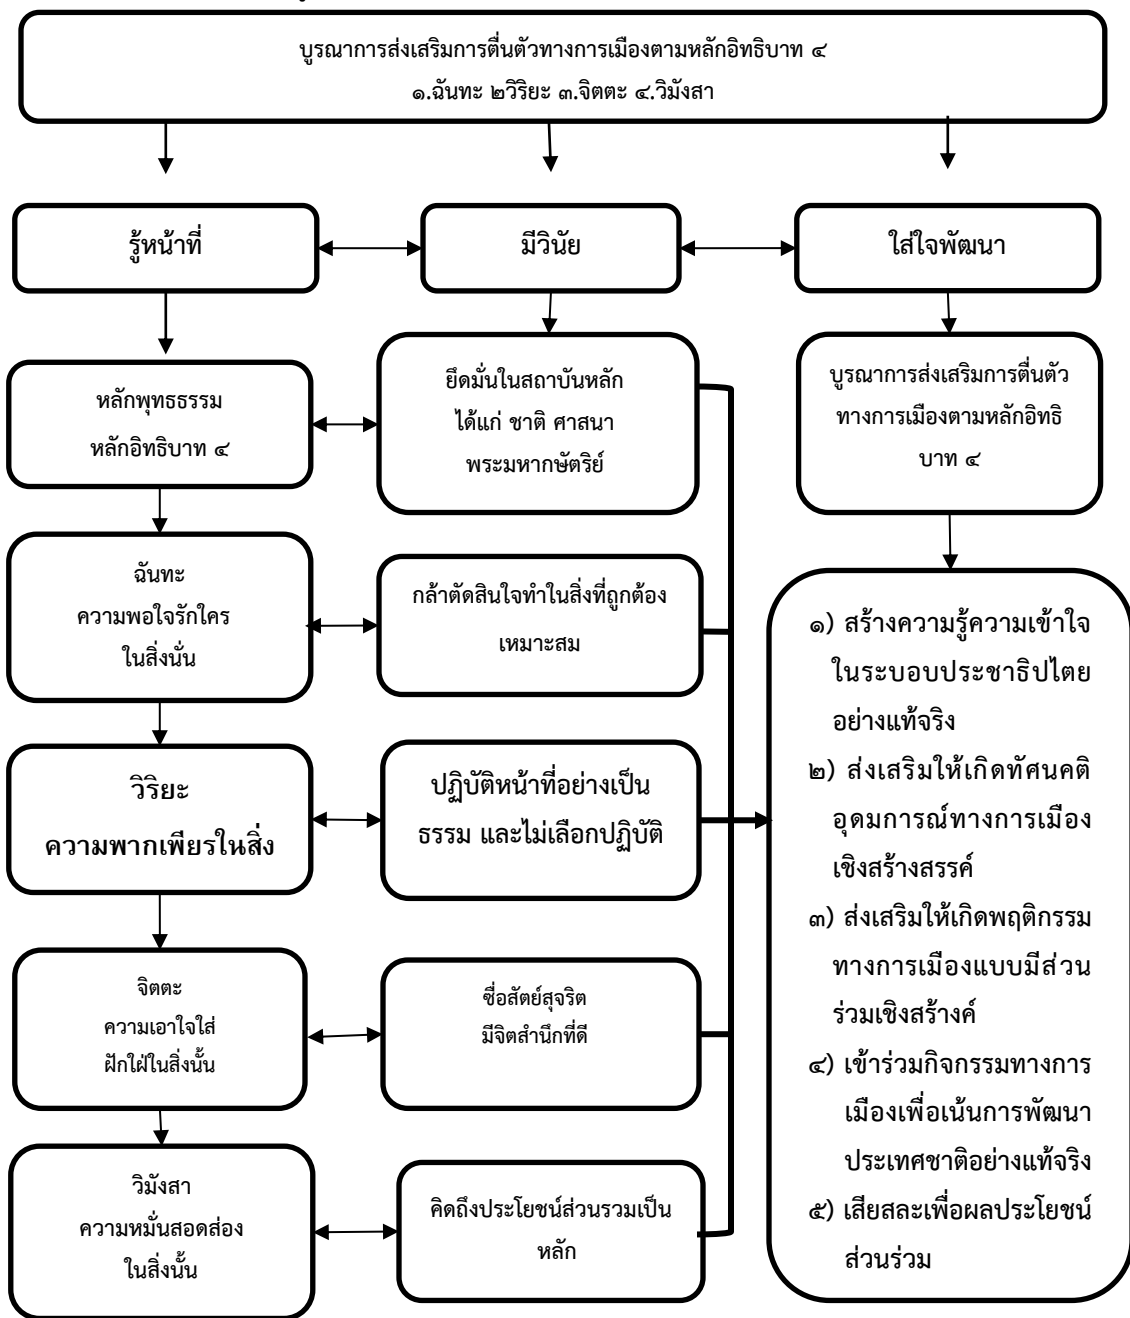 บูรณาการส่งเสริมการตื่นตัวทางการเมืองตามหลักอิทธิบาท ๔
๑.ฉันทะ ๒วิริยะ ๓.จิตตะ ๔.วิมังสา
รู้หน้าที่
มีวินัย
ใส่ใจพัฒนา
หลักพุทธธรรม
หลักอิทธิบาท ๔
ยึดมั่นในสถาบันหลัก
ได้แก่ ชาติ ศาสนา
พระมหากษัตริย์
บูรณาการส่งเสริมการตื่นตัว
ทางการเมืองตามหลักอิทธิ
บาท ๔
ฉันทะ
ความพอใจรักใคร
ในสิ่งนั่น
กล้าตัดสินใจทำในสิ่งที่ถูกต้อง
เหมาะสม
วิริยะ
ความพากเพียรในสิ่ง
ปฏิบัติหน้าที่อย่างเป็น
ธรรม และไม่เลือกปฏิบัติ
จิตตะ
ความเอาใจใส่
ฝักใฝ่ในสิ่งนั้น
ซื่อสัตย์สุจริต
มีจิตสำนึกที่ดี
วิมังสา
ความหมั่นสอดส่อง
ในสิ่งนั้น
คิดถึงประโยชน์ส่วนรวมเป็น
หลัก
๑) สร้างความรู้ความเข้าใจ
ในระบอบประชาธิปไตย
อย่างแท้จริง
๒) ส่งเสริมให้เกิดทัศนคติ
อุดมการณ์ทางการเมือง
เชิงสร้างสรรค์
๓) ส่งเสริมให้เกิดพฤติกรรม
ทางการเมืองแบบมีส่วน
ร่วมเชิงสร้างค์
๔) เข้าร่วมกิจกรรมทางการ
เมืองเพื่อเน้นการพัฒนา
ประเทศชาติอย่างแท้จริง
๕) เสียสละเพื่อผลประโยชน์
ส่วนร่วม